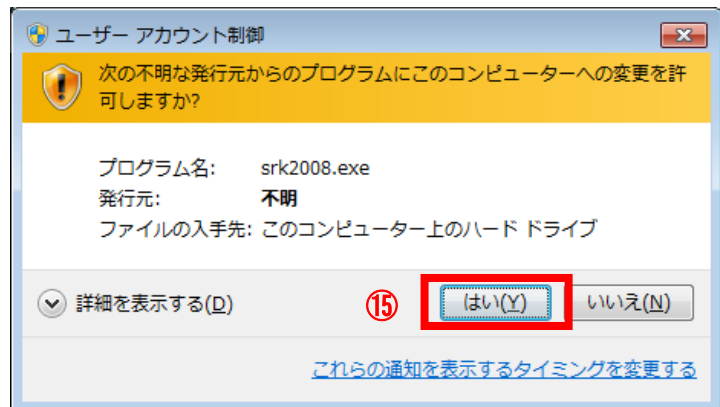 ユーザー アカウント制御
次の不明な発行元からのプログラムにこのコンピューターへの変更を許
可しますか?
プログラム名: srk2008.exe
発行元: 不明
ファイルの入手先: このコンピューター上のハード ドライブ
詳細を表示する(D) ⑮ はい(Y) いいえ(N)
これらの通知を表示するタイミングを変更する